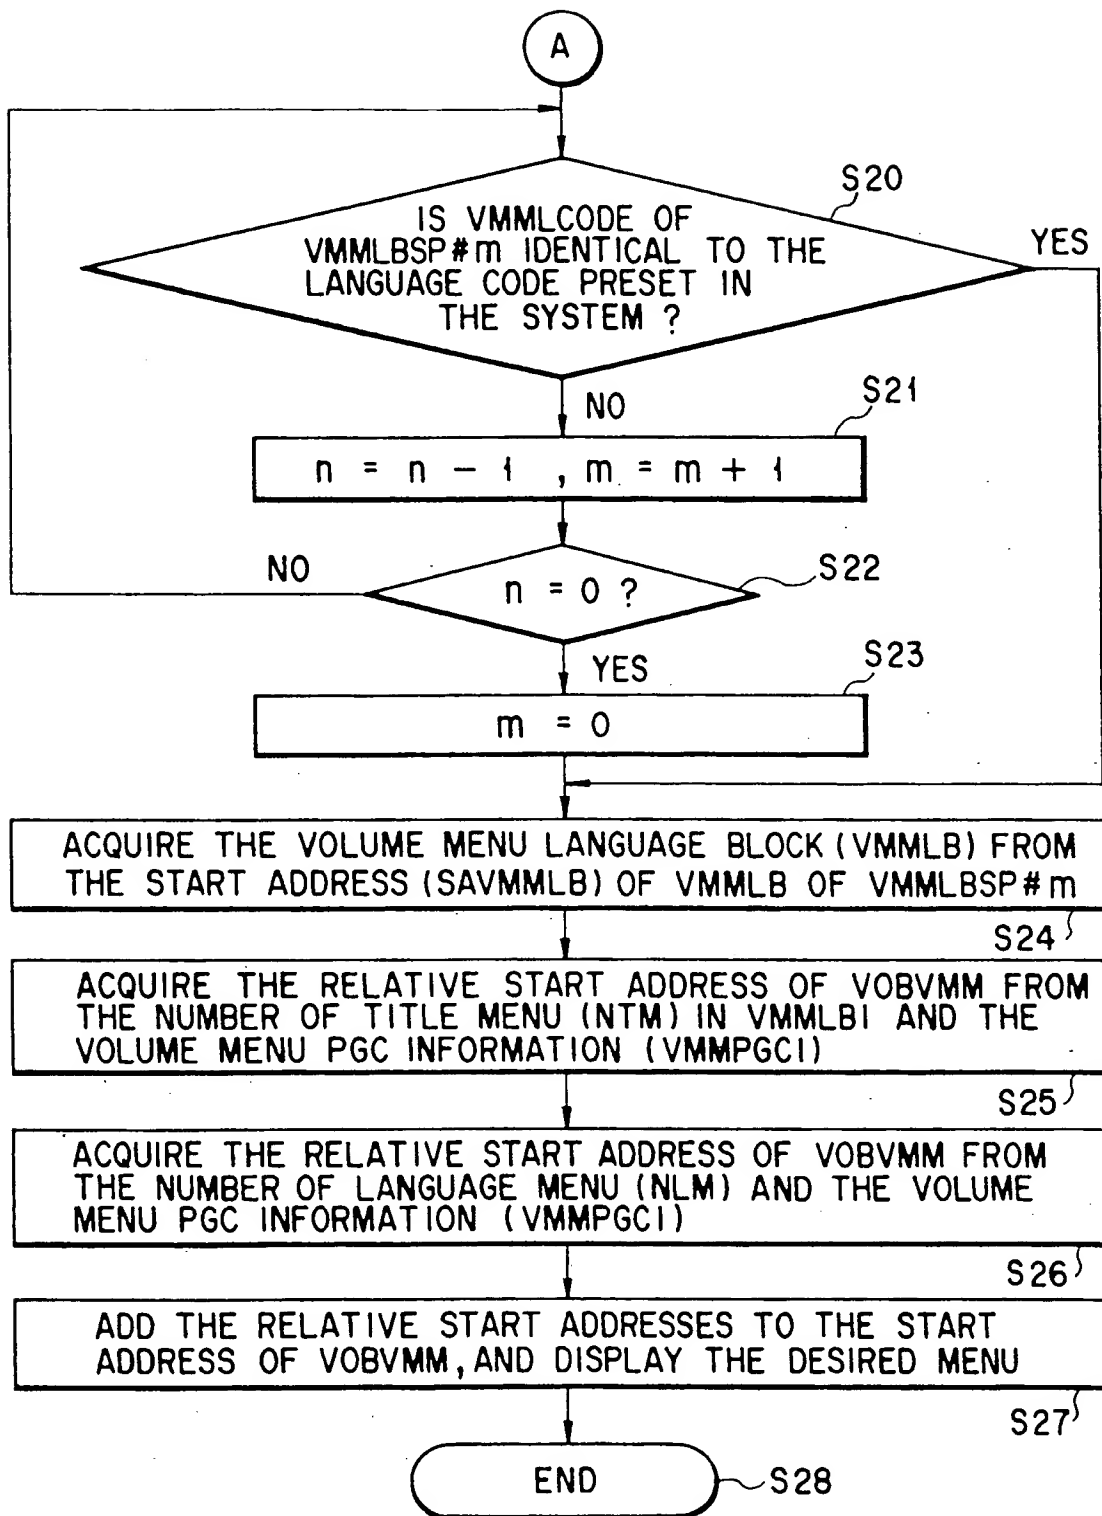 A
S20
IS VMMLCODE OF
VMMLBSP#m IDENTICAL TO THE
LANGUAGE CODE PRESET IN
THE SYSTEM ?
YES
NO
S21
n = n - 1 , m = m + 1
NO
n = 0 ?
S22
YES
S23
m = 0
ACQUIRE THE VOLUME MENU LANGUAGE BLOCK (VMMLB) FROM
THE START ADDRESS (SAVMMLB) OF VMMLB OF VMMLBSP#m
S24
ACQUIRE THE RELATIVE START ADDRESS OF VOBVMM FROM
THE NUMBER OF TITLE MENU (NTM) IN VMMLBI AND THE
VOLUME MENU PGC INFORMATION (VMMPGCI)
S25
ACQUIRE THE RELATIVE START ADDRESS OF VOBVMM FROM
THE NUMBER OF LANGUAGE MENU (NLM) AND THE VOLUME
MENU PGC INFORMATION (VMMPGCI)
S26
ADD THE RELATIVE START ADDRESSES TO THE START
ADDRESS OF VOBVMM, AND DISPLAY THE DESIRED MENU
S27
END
S28